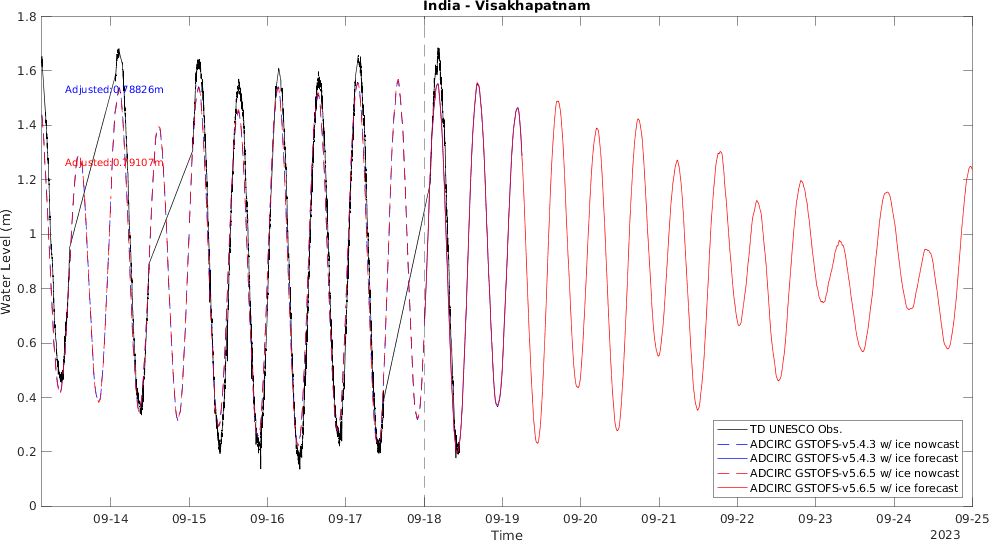 India - Visakhapatnam
1.8
1.6
1.4
1.2
1
0.8
0.6
0.4
0.2
0
Water Level (m)
Adjusted:0.78826m
Adjusted:0.79107m
TD UNESCO Obs.
ADCIRC GSTOFS-v5.4.3 w/ ice nowcast
ADCIRC GSTOFS-v5.4.3 w/ ice forecast
ADCIRC GSTOFS-v5.6.5 w/ ice nowcast
ADCIRC GSTOFS-v5.6.5 w/ ice forecast
09-14 09-15 09-16 09-17 09-18 09-19 09-20 09-21 09-22 09-23 09-24 09-25
Time
2023